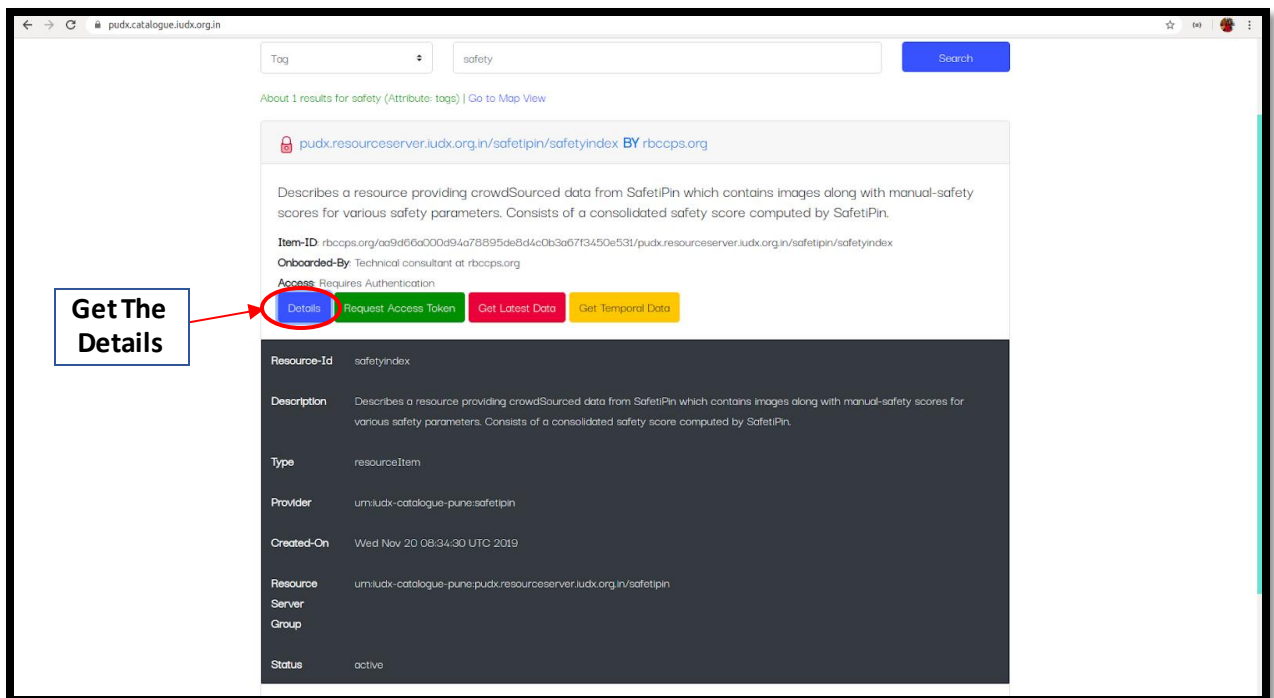 pudx.catalogue.iudx.org.in
Tag
safety
Search
About 1 results for safety (Attribute: tags) | Go to Map View
pudx.resourceserver.iudx.org.in/safetipin/safetyindex BY rbccps.org
Describes a resource providing crowdSourced data from SafetiPin which contains images along with manual-safety
scores for various safety parameters. Consists of a consolidated safety score computed by SafetiPin.
Item-ID: rbccps.org/aa9d66a000d94a78895de8d4c0b3a67f3450e531/pudx.resourceserver.iudx.org.in/safetipin/safetyindex
Onboarded-By: Technical consultant at rbccps.org
Access: Requires Authentication
Get The
Details
Details
Request Access Token
Get Latest Data
Get Temporal Data
Resource-Id safetyindex
Description Describes a resource providing crowdSourced data from SafetiPin which contains images along with manual-safety scores for
various safety parameters. Consists of a consolidated safety score computed by SafetiPin.
Type resourceItem
Provider urn:iudx-catalogue-pune:safetipin
Created-On Wed Nov 20 08:34:30 UTC 2019
Resource urn:iudx-catalogue-pune:pudx.resourceserver.iudx.org.in/safetipin
Server
Group
Status active